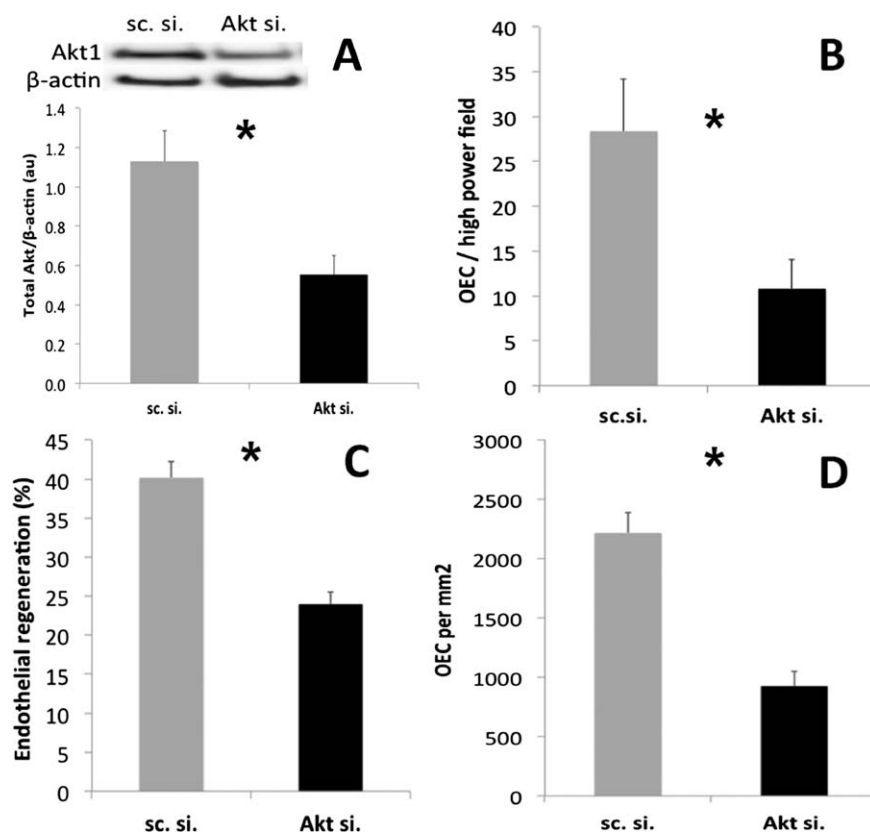 sc. si. Akt si.
Akt1
β-actin
A
Total Akt/β-actin (au)
1.4
1.2
1.0
0.8
0.6
0.4
0.2
0.0
*
sc. si. Akt si.
B
OEC / high power field
40
35
30
25
20
15
10
5
0
*
sc.si. Akt si.
C
Endothelial regeneration (%)
45
40
35
30
25
20
15
10
5
0
*
sc. si. Akt si.
D
OEC per mm2
3000
2500
2000
1500
1000
500
0
*
sc. si. Akt si.